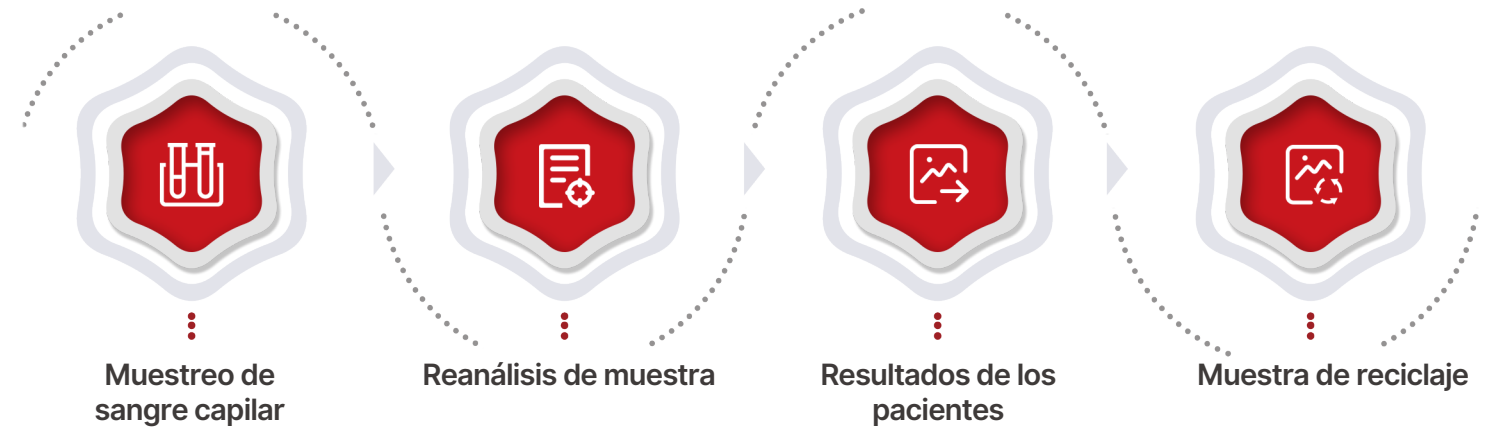 Muestreo de
sangre capilar
Reanálisis de muestra
Resultados de los
pacientes
Muestra de reciclaje